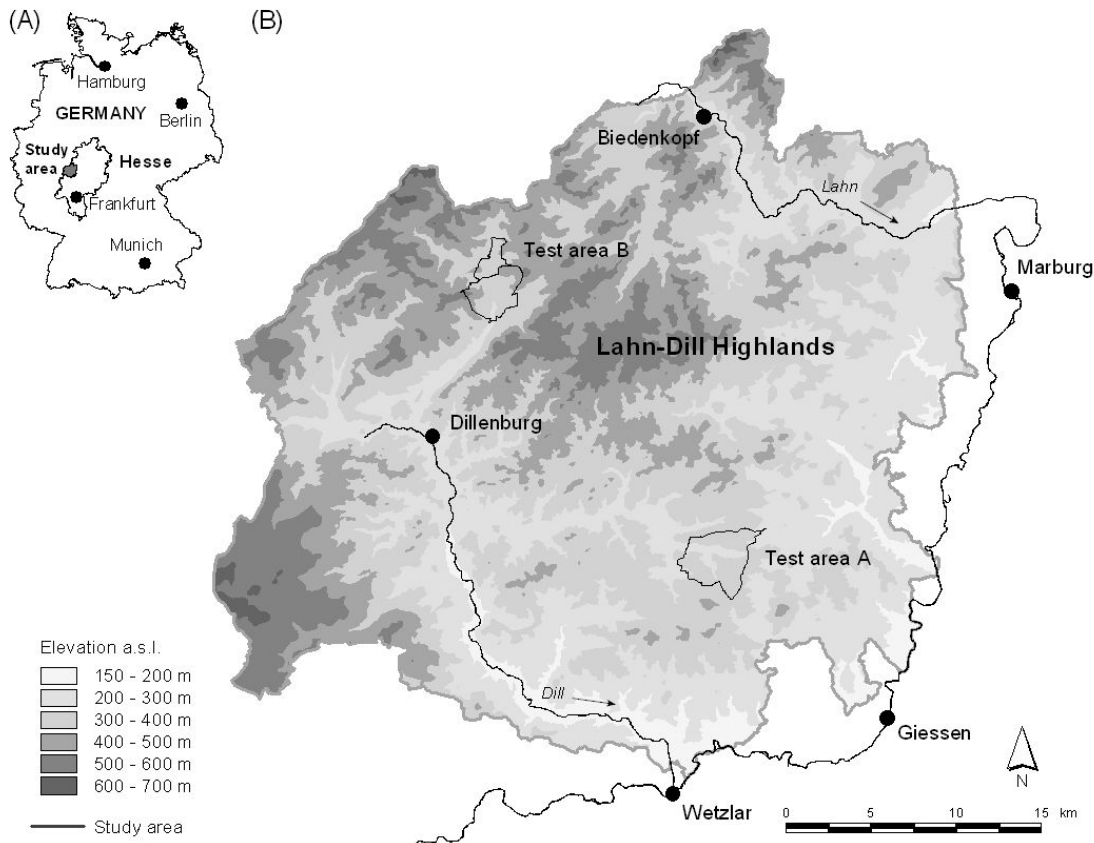 (A)
Hamburg
GERMANY
Berlin
Study
area
Hesse
Frankfurt
Munich
(B)
Biedenkopf
Lahn
Test area B
Marburg
Lahn-Dill Highlands
Dillenburg
Test area A
Dill
Giessen
Wetzlar
Elevation a.s.l.
150 - 200 m
200 - 300 m
300 - 400 m
400 - 500 m
500 - 600 m
600 - 700 m
Study area
N
0 5 10 15 km